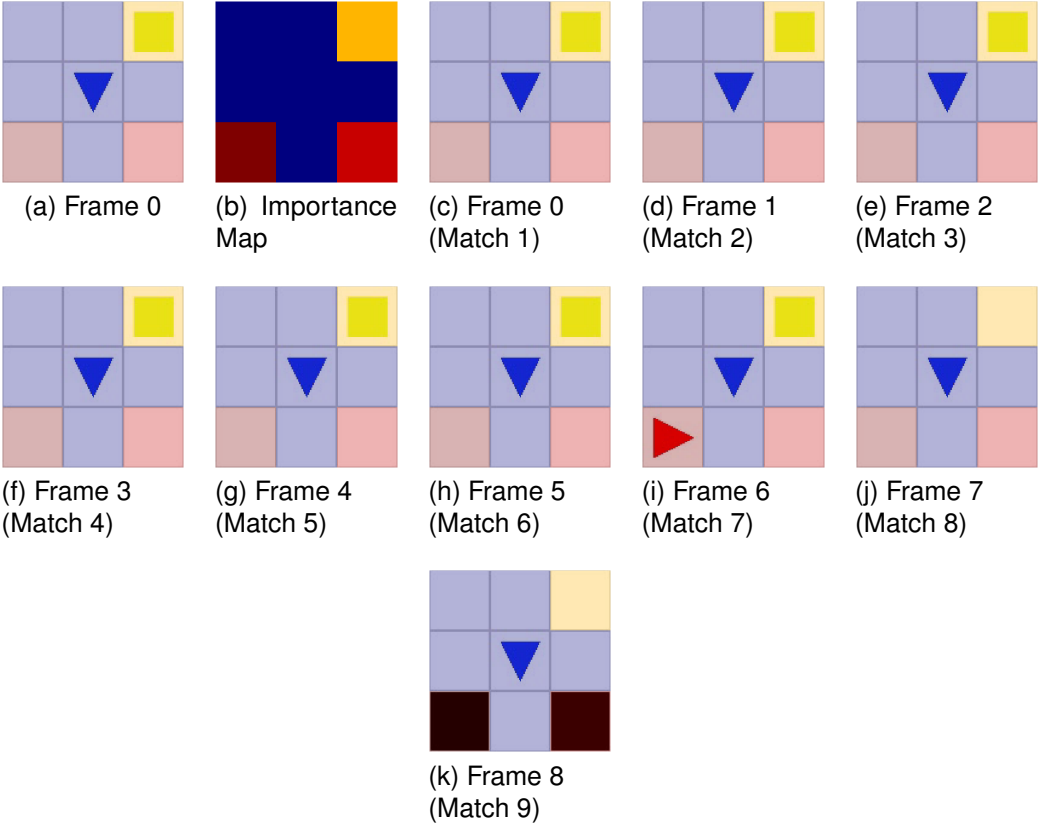 (a) Frame 0
(b) Importance
Map
(c) Frame 0
(Match 1)
(d) Frame 1
(Match 2)
(e) Frame 2
(Match 3)
(f) Frame 3
(Match 4)
(g) Frame 4
(Match 5)
(h) Frame 5
(Match 6)
(i) Frame 6
(Match 7)
(j) Frame 7
(Match 8)
(k) Frame 8
(Match 9)